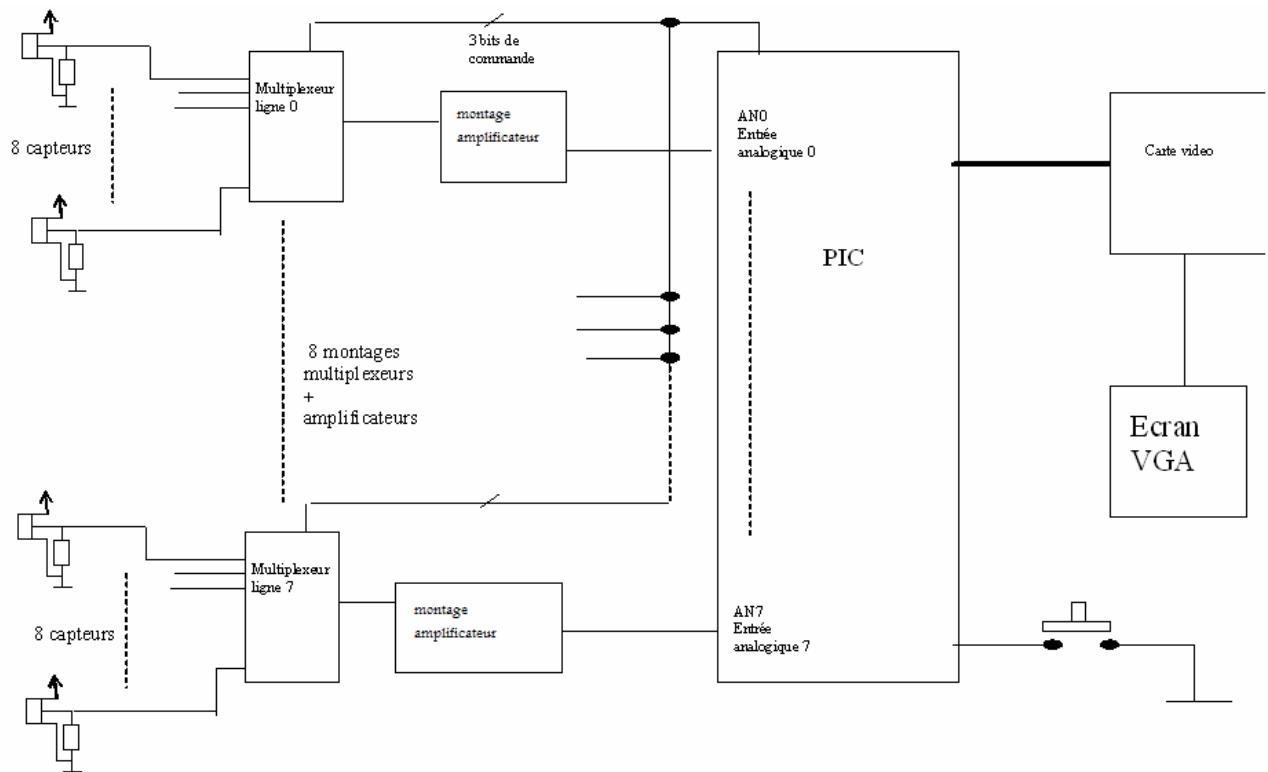 3 bits de
commande
Multiplexeur
ligne 0
montage
amplificateur
8 capteurs
AN0
Entrée
analogique 0
Carte video
PIC
8 montages
multiplexeurs
+
amplificateurs
Ecran
VGA
Multiplexeur
ligne 7
montage
amplificateur
8 capteurs
AN7
Entrée
analogique 7